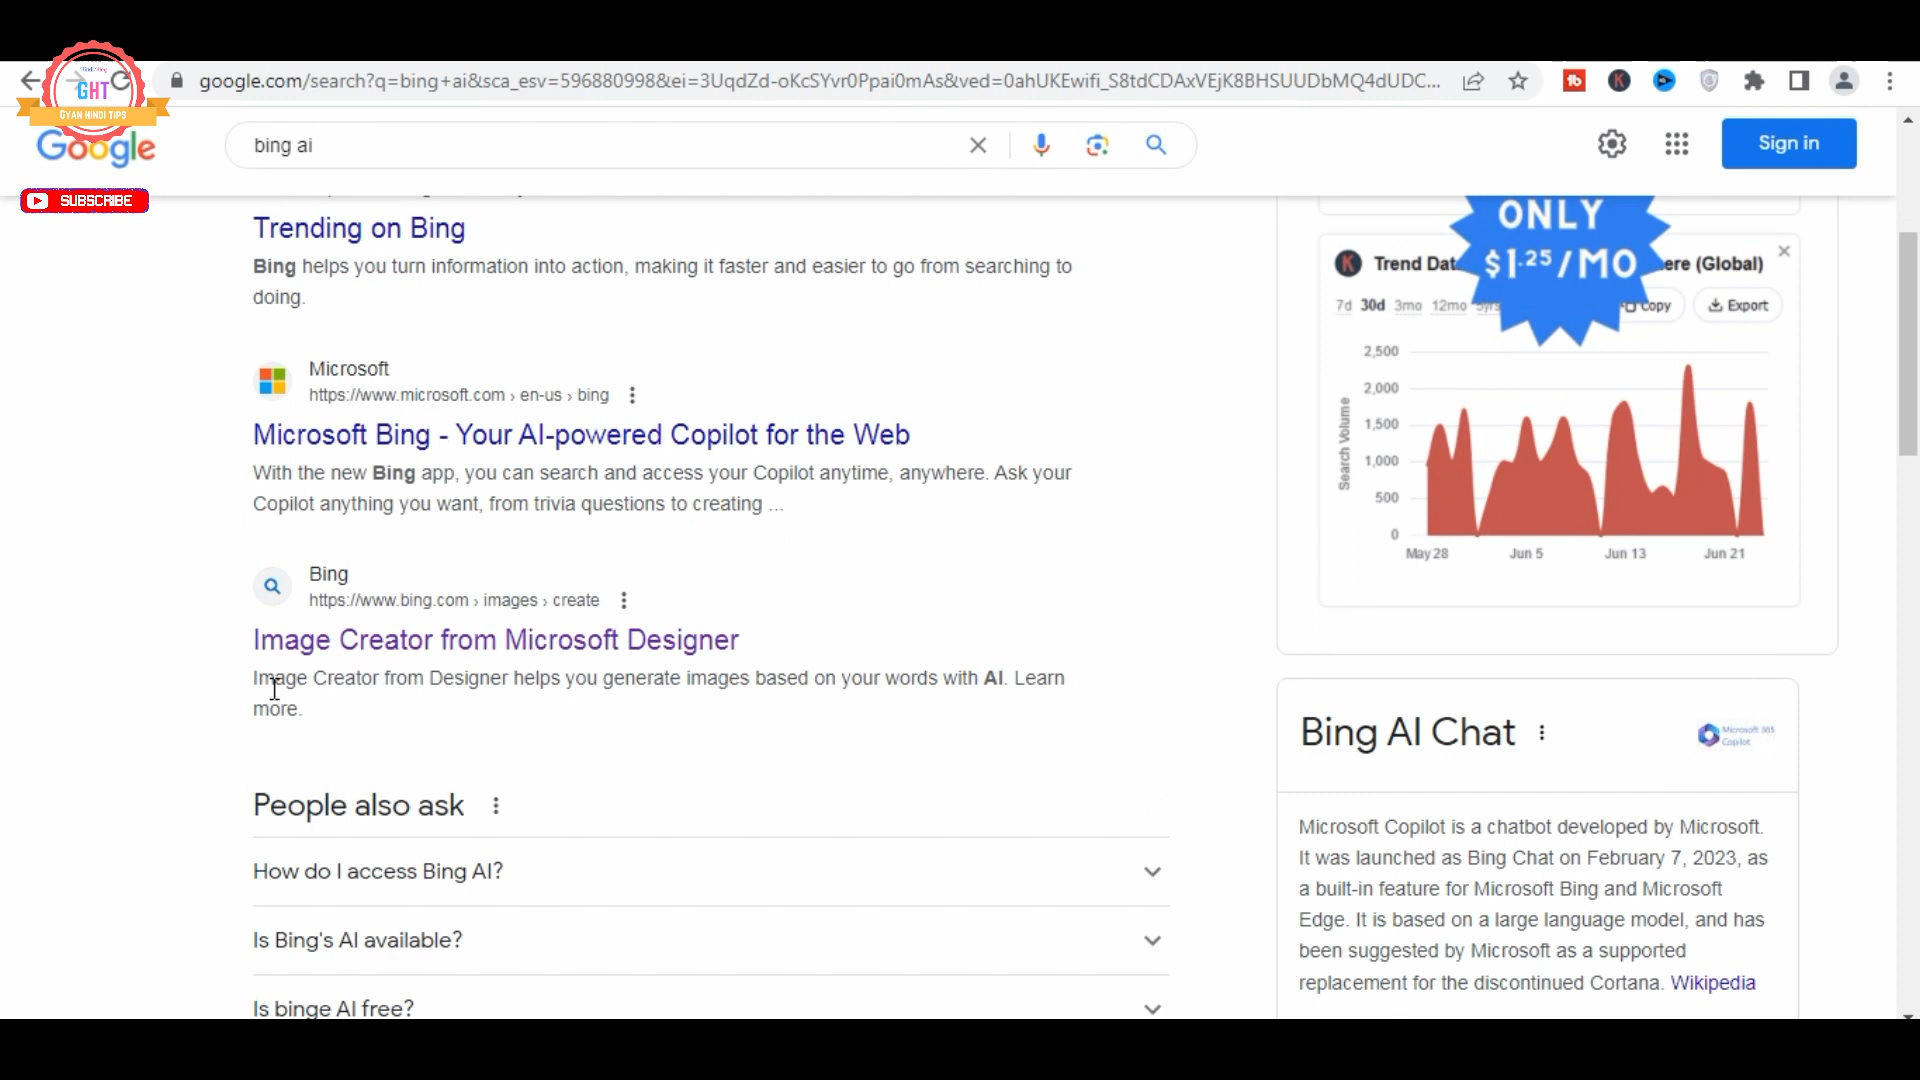 google.com/search?q=bing+ai&sca_esv=596880998&ei=3UqdZd-oKcSYvr0Ppai0mAs&ved=0ahUKEwifi_S8tdCDAxVEjK8BHSUUDbMQ4dUDC...
GHT
GYAN HINDI TIPS
Google
bing ai
Sign in
SUBSCRIBE
Trending on Bing
Bing helps you turn information into action, making it faster and easier to go from searching to
doing.
Microsoft
https://www.microsoft.com › en-us › bing
Microsoft Bing - Your AI-powered Copilot for the Web
With the new Bing app, you can search and access your Copilot anytime, anywhere. Ask your
Copilot anything you want, from trivia questions to creating ...
Bing
https://www.bing.com › images › create
Image Creator from Microsoft Designer
Image Creator from Designer helps you generate images based on your words with AI. Learn
more.
People also ask
How do I access Bing AI?
Is Bing's AI available?
Is binge AI free?
ONLY
$1.25/MO
Trend Dat ere (Global)
7d 30d 3mo 12mo 5yrs Copy Export
Search Volume
2,500
2,000
1,500
1,000
500
0
May 28 Jun 5 Jun 13 Jun 21
Bing AI Chat
Microsoft 365
Copilot
Microsoft Copilot is a chatbot developed by Microsoft.
It was launched as Bing Chat on February 7, 2023, as
a built-in feature for Microsoft Bing and Microsoft
Edge. It is based on a large language model, and has
been suggested by Microsoft as a supported
replacement for the discontinued Cortana. Wikipedia